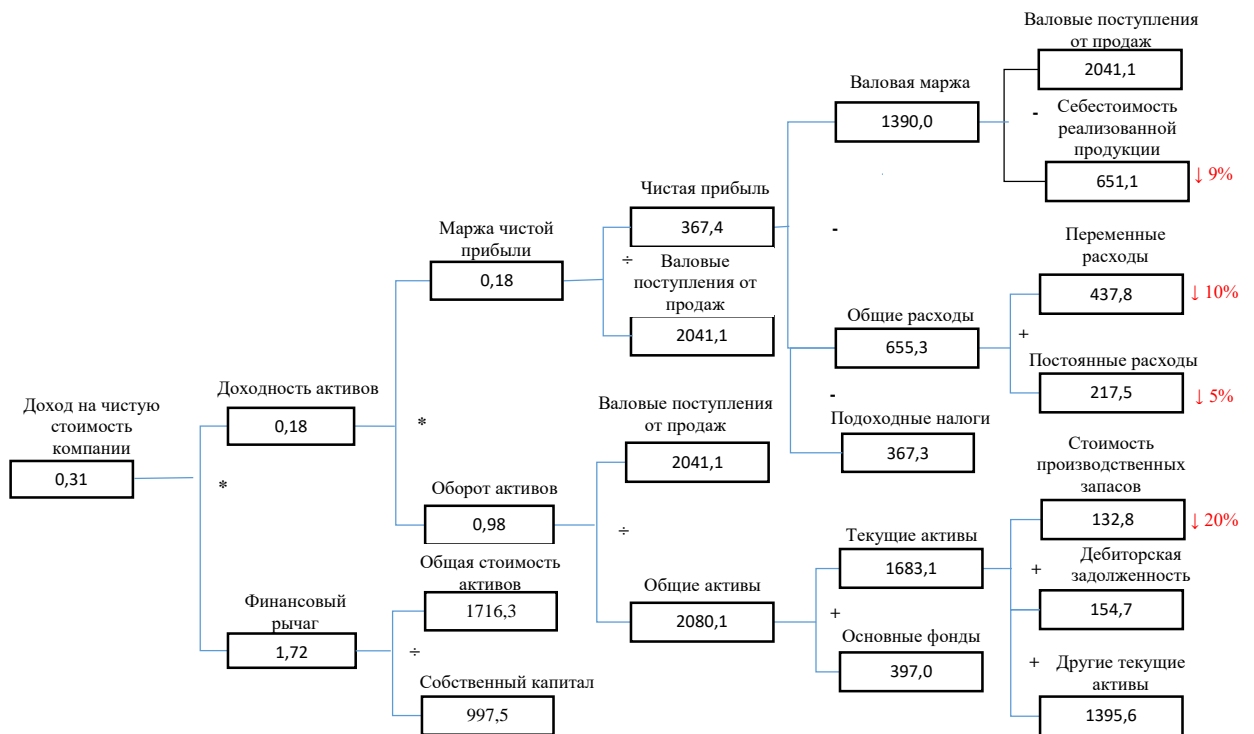 Валовые поступления
от продаж
2041,1
-
Себестоимость
реализованной
продукции
651,1
↓ 9%
Валовая маржа
1390,0
Чистая прибыль
367,4
-
÷
Валовые
поступления от
продаж
2041,1
Маржа чистой
прибыли
0,18
Переменные
расходы
437,8
↓ 10%
+
Постоянные расходы
217,5
↓ 5%
Общие расходы
655,3
-
Подоходные налоги
367,3
Доходность активов
0,18
*
Доход на чистую
стоимость
компании
0,31
*
Валовые поступления
от продаж
2041,1
÷
Оборот активов
0,98
Общие активы
2080,1
Стоимость
производственных
запасов
132,8
↓ 20%
Текущие активы
1683,1
+
Дебиторская
задолженность
154,7
+
Основные фонды
397,0
+
Другие текущие
активы
1395,6
Финансовый
рычаг
1,72
Общая стоимость
активов
1716,3
÷
Собственный капитал
997,5